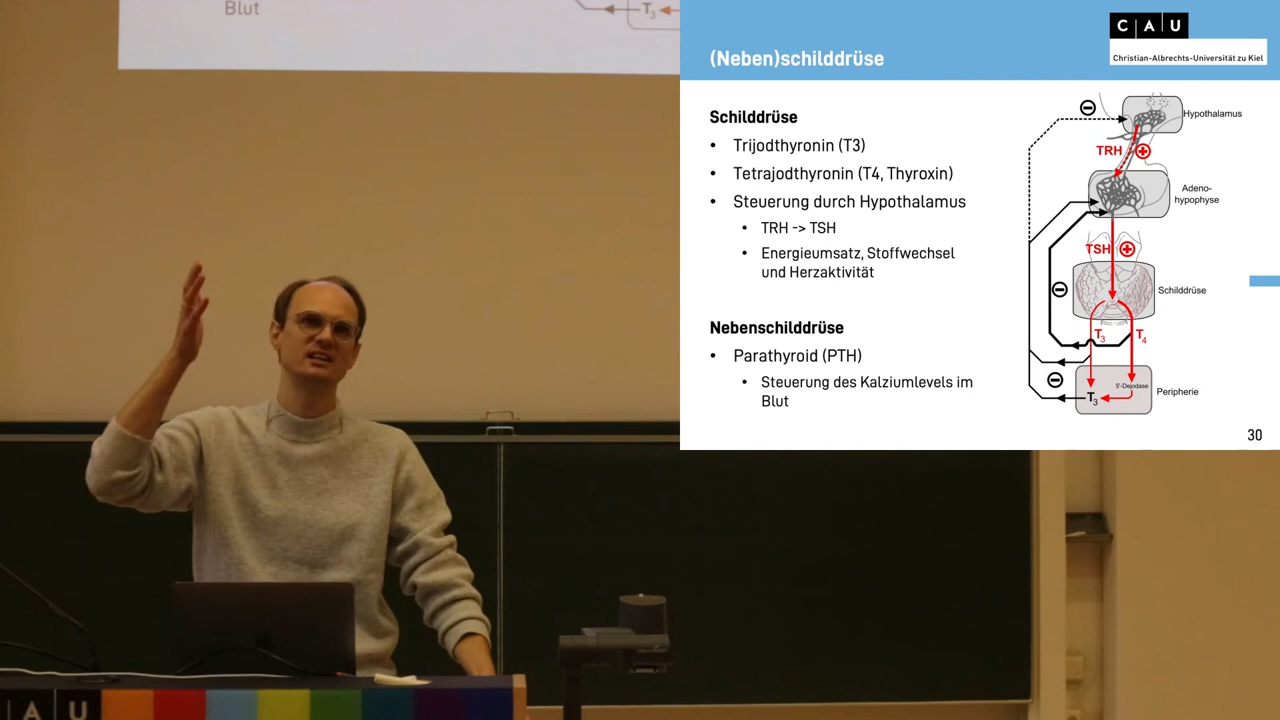 Blut
T3
(Neben)schilddrüse
C A U
Christian-Albrechts-Universität zu Kiel
Schilddrüse
• Trijodthyronin (T3)
• Tetrajodthyronin (T4, Thyroxin)
• Steuerung durch Hypothalamus
• TRH -> TSH
• Energieumsatz, Stoffwechsel
und Herzaktivität
Nebenschilddrüse
• Parathyroid (PTH)
• Steuerung des Kalziumlevels im
Blut
Hypothalamus
TRH
Adeno-
hypophyse
TSH
Schilddrüse
T3
T4
5'-Dejodase
T3
Peripherie
30
C A U